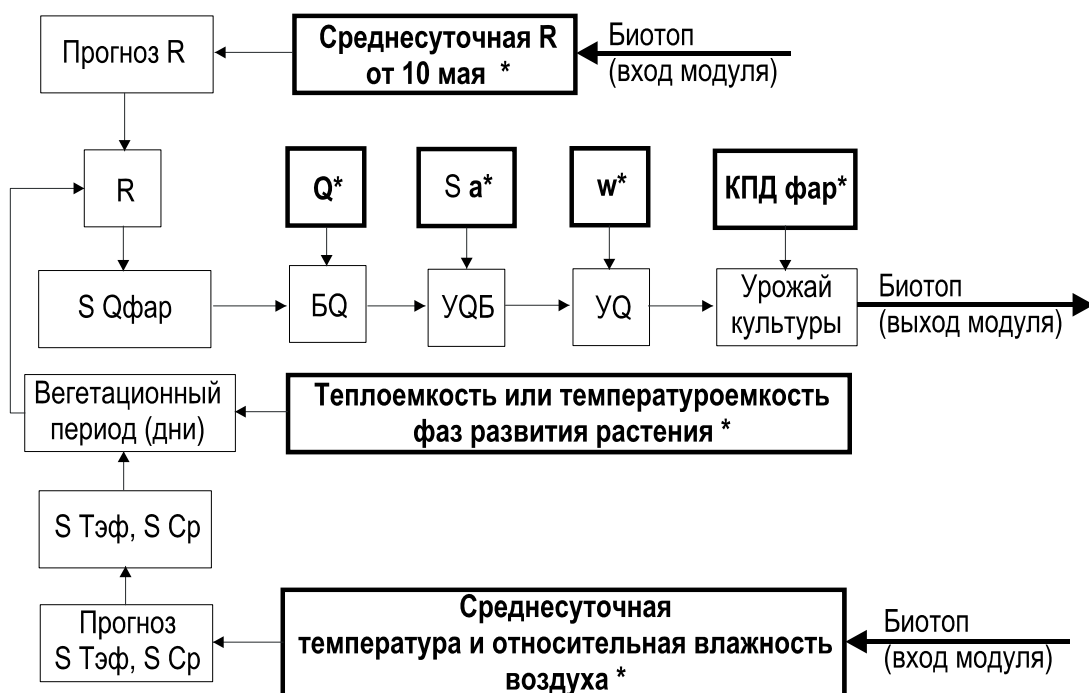 Прогноз R
Среднесуточная R
от 10 мая *
Биотоп
(вход модуля)
R
Q*
S а*
w*
КПД фар*
S Qфар
БQ
УQБ
УQ
Урожай
культуры
Биотоп
(выход модуля)
Вегетационный
период (дни)
Теплоемкость или температуроемкость
фаз развития растения *
S Тэф, S Ср
Прогноз
S Тэф, S Ср
Среднесуточная
температура и относительная влажность
воздуха *
Биотоп
(вход модуля)